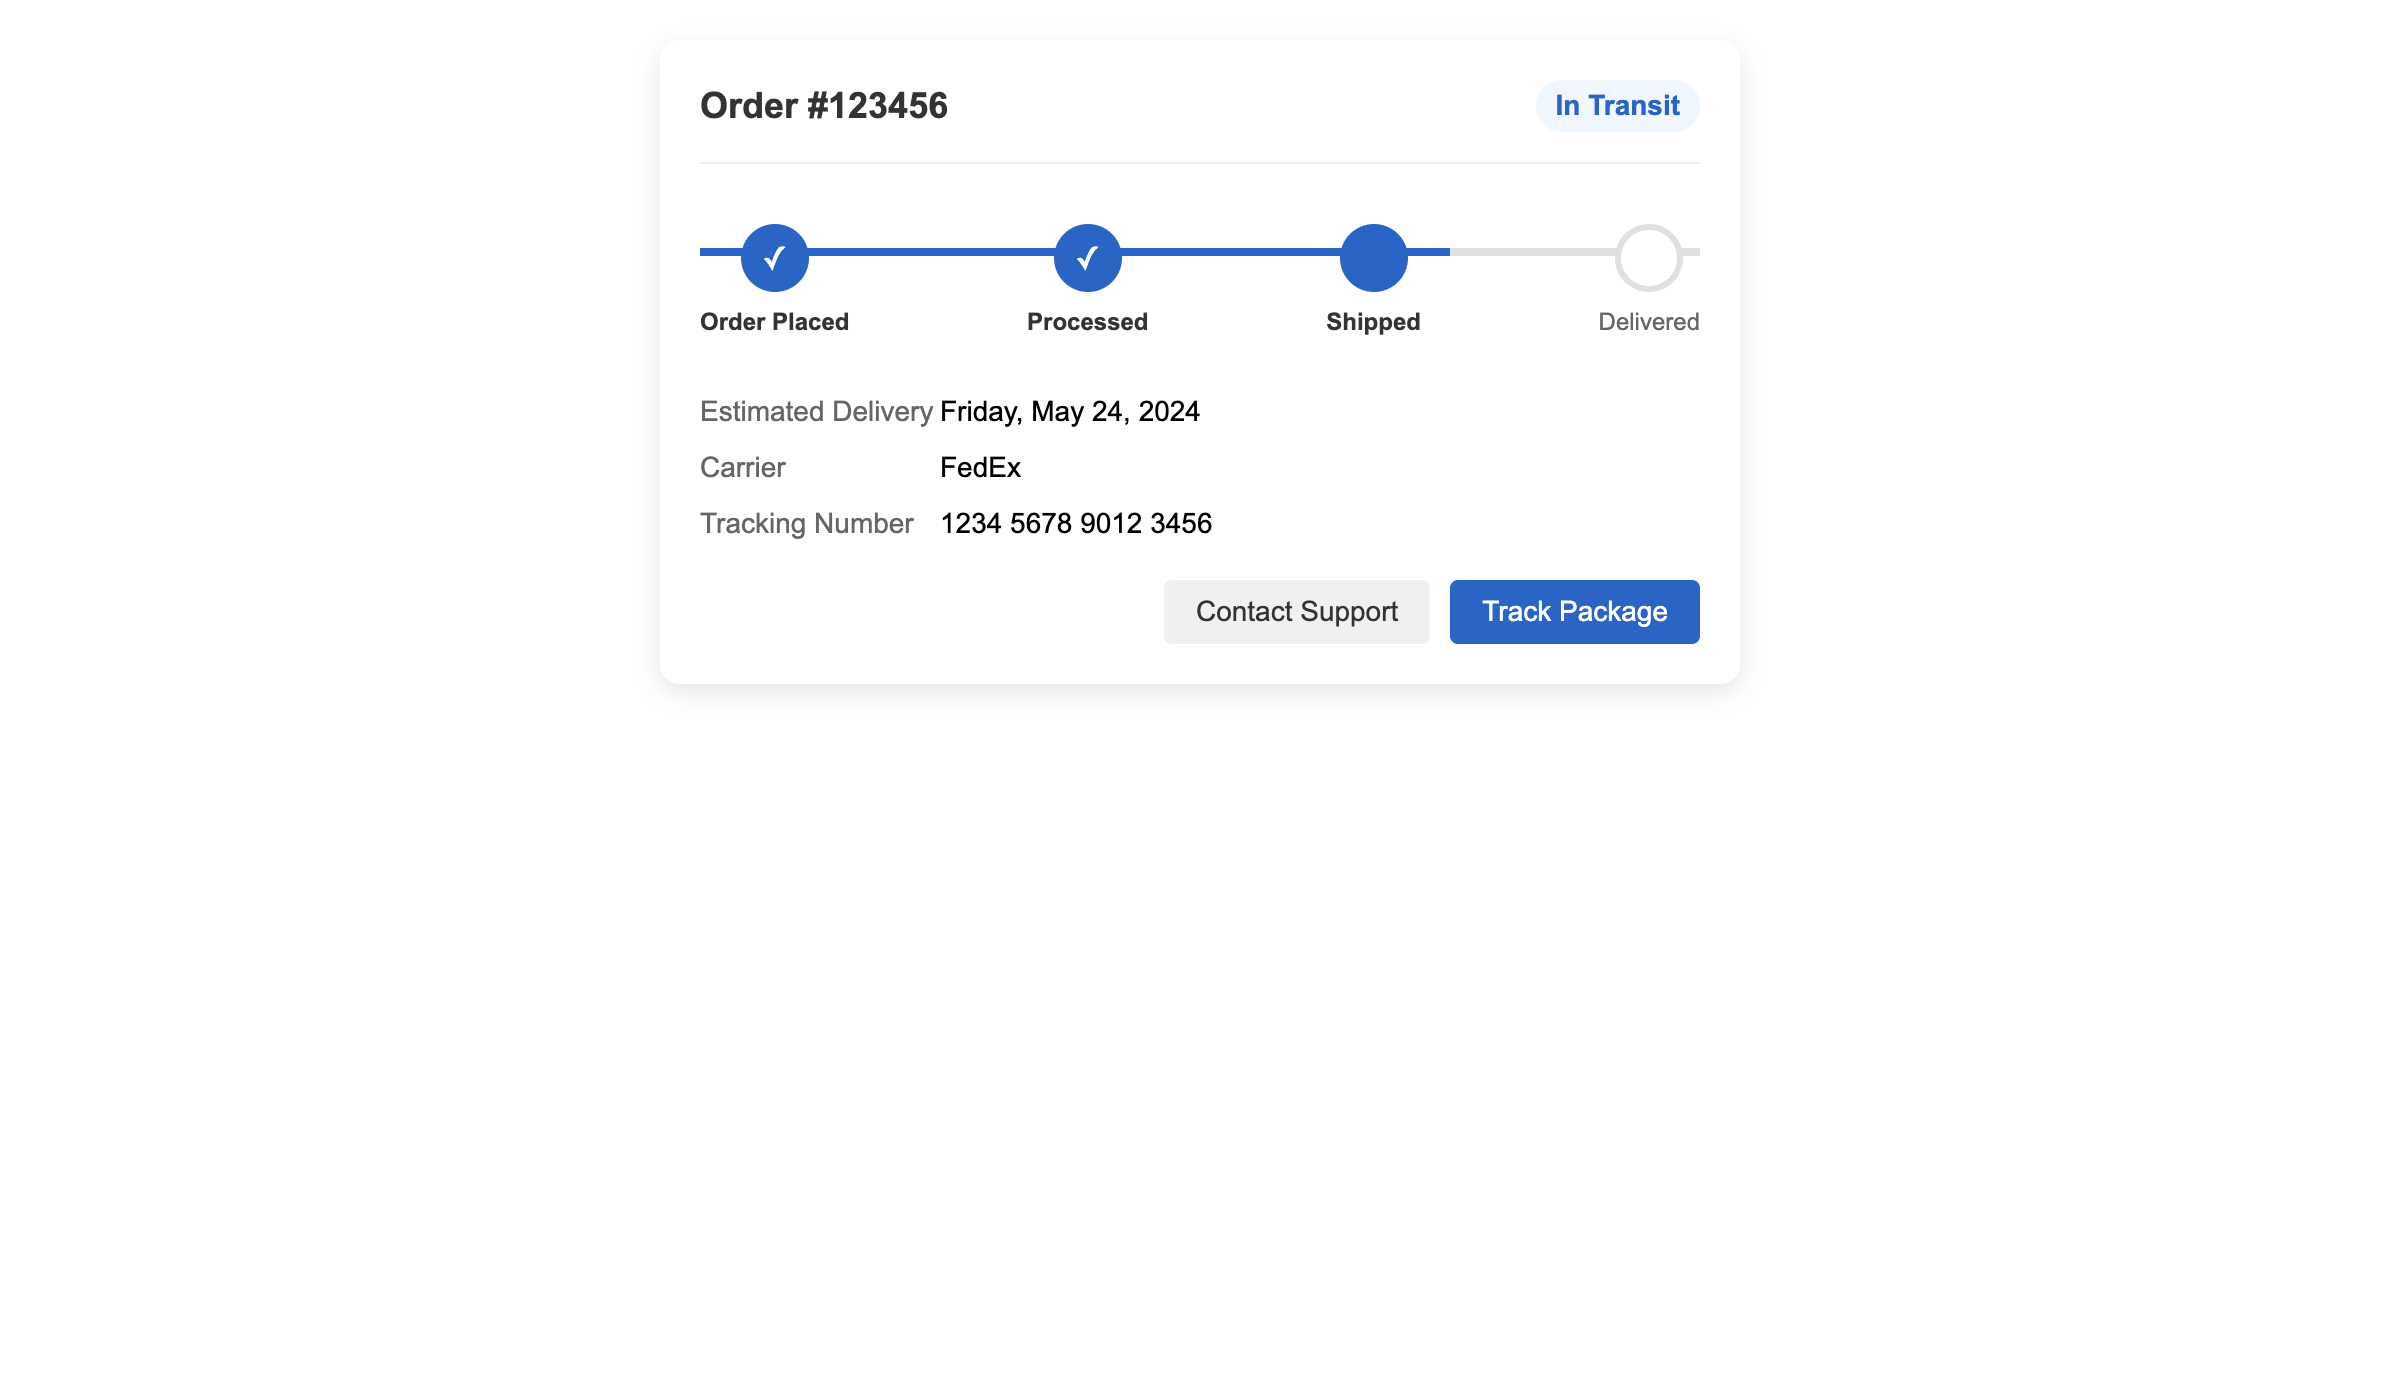 Order #123456
In Transit
✓ ✓
Order Placed Processed Shipped Delivered
Estimated Delivery Friday, May 24, 2024
Carrier FedEx
Tracking Number 1234 5678 9012 3456
Contact Support Track Package